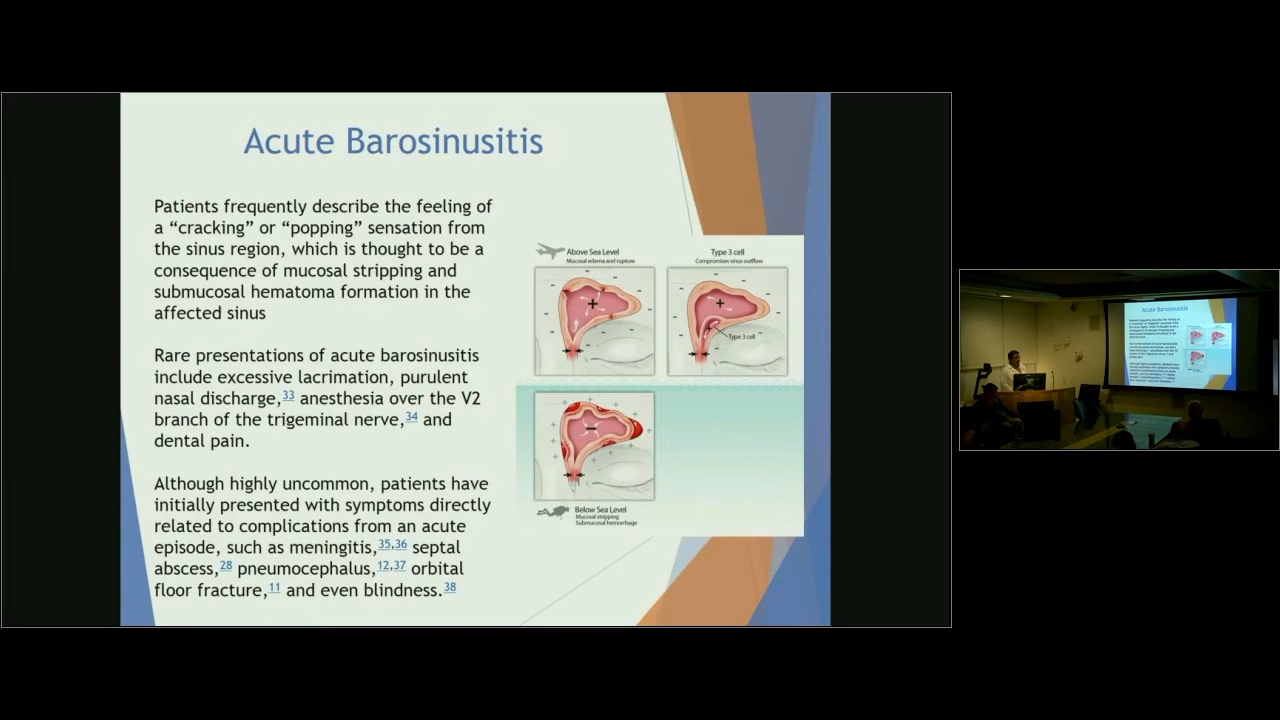 Acute Barosinusitis
Patients frequently describe the feeling of
a “cracking” or “popping” sensation from
the sinus region, which is thought to be a
consequence of mucosal stripping and
submucosal hematoma formation in the
affected sinus
Rare presentations of acute barosinusitis
include excessive lacrimation, purulent
nasal discharge,33 anesthesia over the V2
branch of the trigeminal nerve,34 and
dental pain.
Although highly uncommon, patients have
initially presented with symptoms directly
related to complications from an acute
episode, such as meningitis,35,36 septal
abscess,28 pneumocephalus,12,37 orbital
floor fracture,11 and even blindness.38
Above Sea Level
Mucosal edema and rupture
Type 3 cell
Compromises sinus outflow
Type 3 cell
Below Sea Level
Mucosal stripping
Submucosal hemorrhage
Acute Barosinusitis